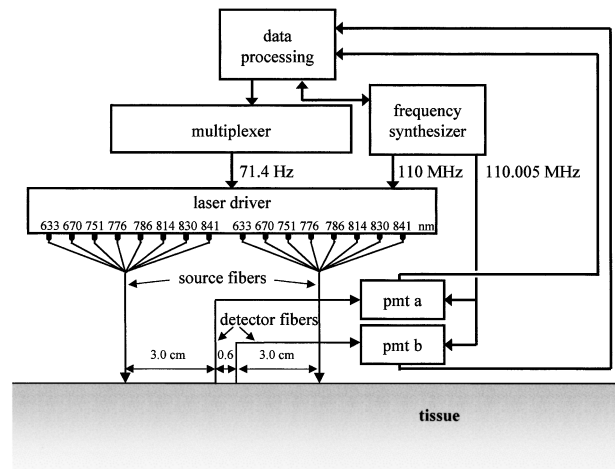 data
processing
multiplexer
frequency
synthesizer
71.4 Hz
110 MHz
110.005 MHz
laser driver
633 670 751 776 786 814 830 841 633 670 751 776 786 814 830 841 nm
source fibers
pmt a
detector fibers
pmt b
3.0 cm 0.6 3.0 cm
tissue